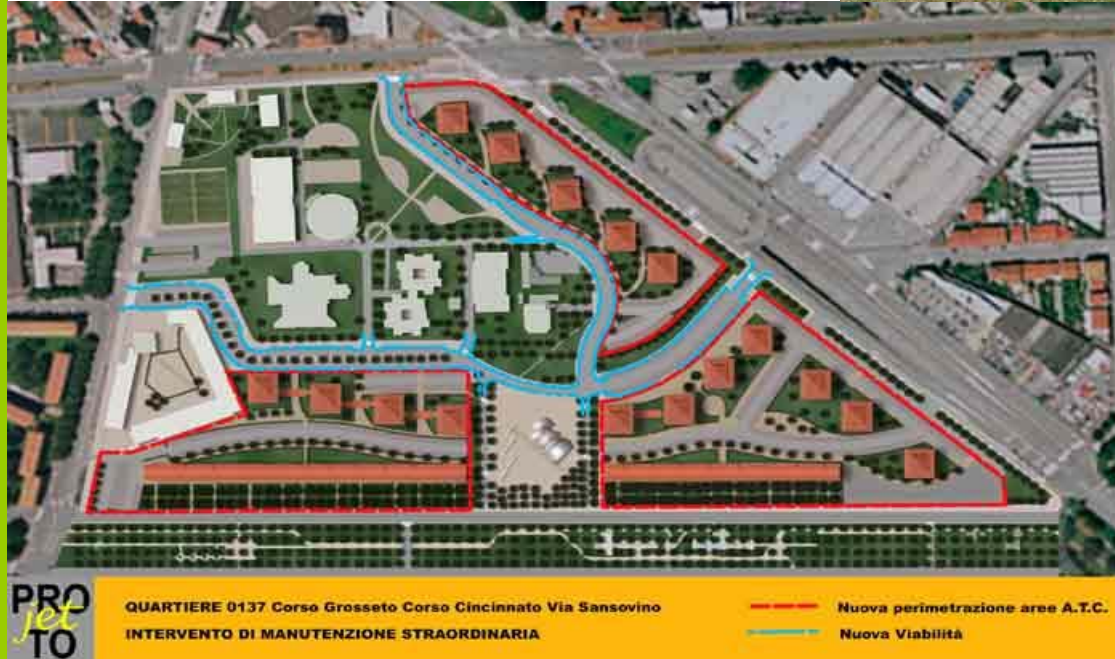 PRO
jet
TO
QUARTIERE 0137 Corso Grosseto Corso Cincinnato Via Sansovino
INTERVENTO DI MANUTENZIONE STRAORDINARIA
Nuova perimetrazione aree A.T.C.
Nuova Viabilità